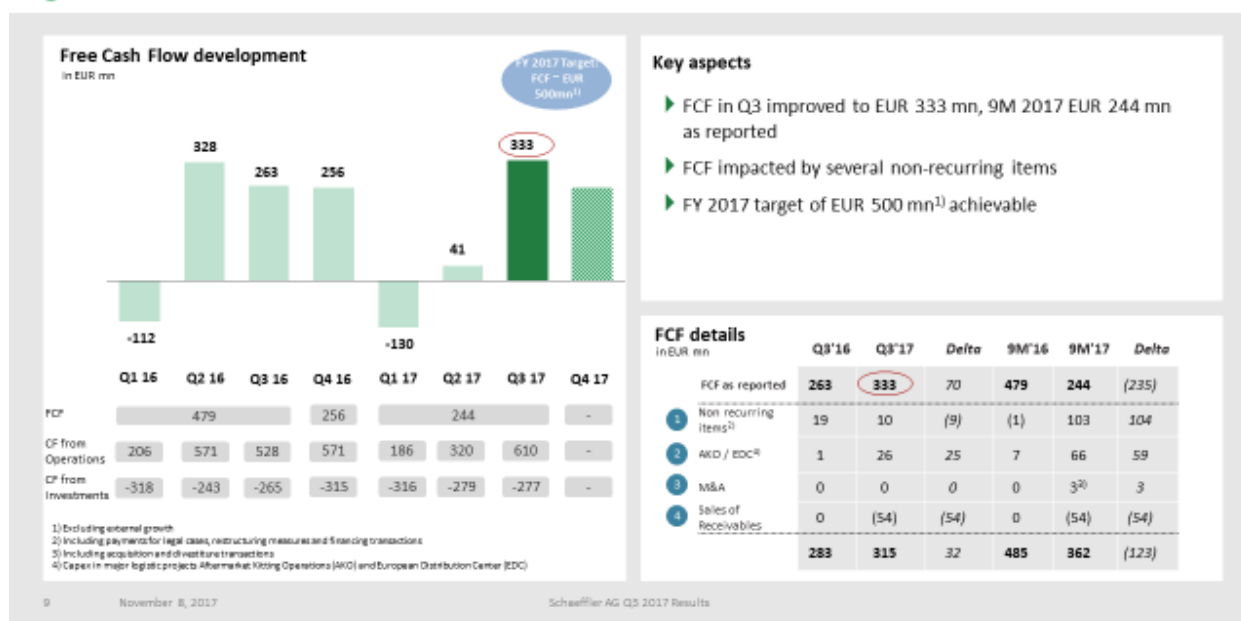 Free Cash Flow development
in EUR mn
FY 2017 Target:
FCF ~ EUR
500mn1)
328
263
256
333
41
-112
-130
Q1 16 Q2 16 Q3 16 Q4 16 Q1 17 Q2 17 Q3 17 Q4 17
FCF 479 256 244 -
CF from
Operations 206 571 528 571 186 320 610 -
CF from
Investments -318 -243 -265 -315 -316 -279 -277 -
1) Excluding external growth
2) Including payments for legal cases, restructuring measures and financing transactions
3) Including acquisition and divestiture transactions
4) Capex in major logistic projects Aftermarket Kitting Operations (AKO) and European Distribution Center (EDC)
Key aspects
FCF in Q3 improved to EUR 333 mn, 9M 2017 EUR 244 mn
as reported
FCF impacted by several non-recurring items
FY 2017 target of EUR 500 mn1) achievable
FCF details
in EUR mn
Q3'16 Q3'17 Delta 9M'16 9M'17 Delta
FCF as reported 263 333 70 479 244 (235)
1 Non recurring
items2) 19 10 (9) (1) 103 104
2 AKO / EDC4) 1 26 25 7 66 59
3 M&A 0 0 0 0 33) 3
4 Sales of
Receivables 0 (54) (54) 0 (54) (54)
283 315 32 485 362 (123)
9 November 8, 2017 Schaeffler AG Q3 2017 Results